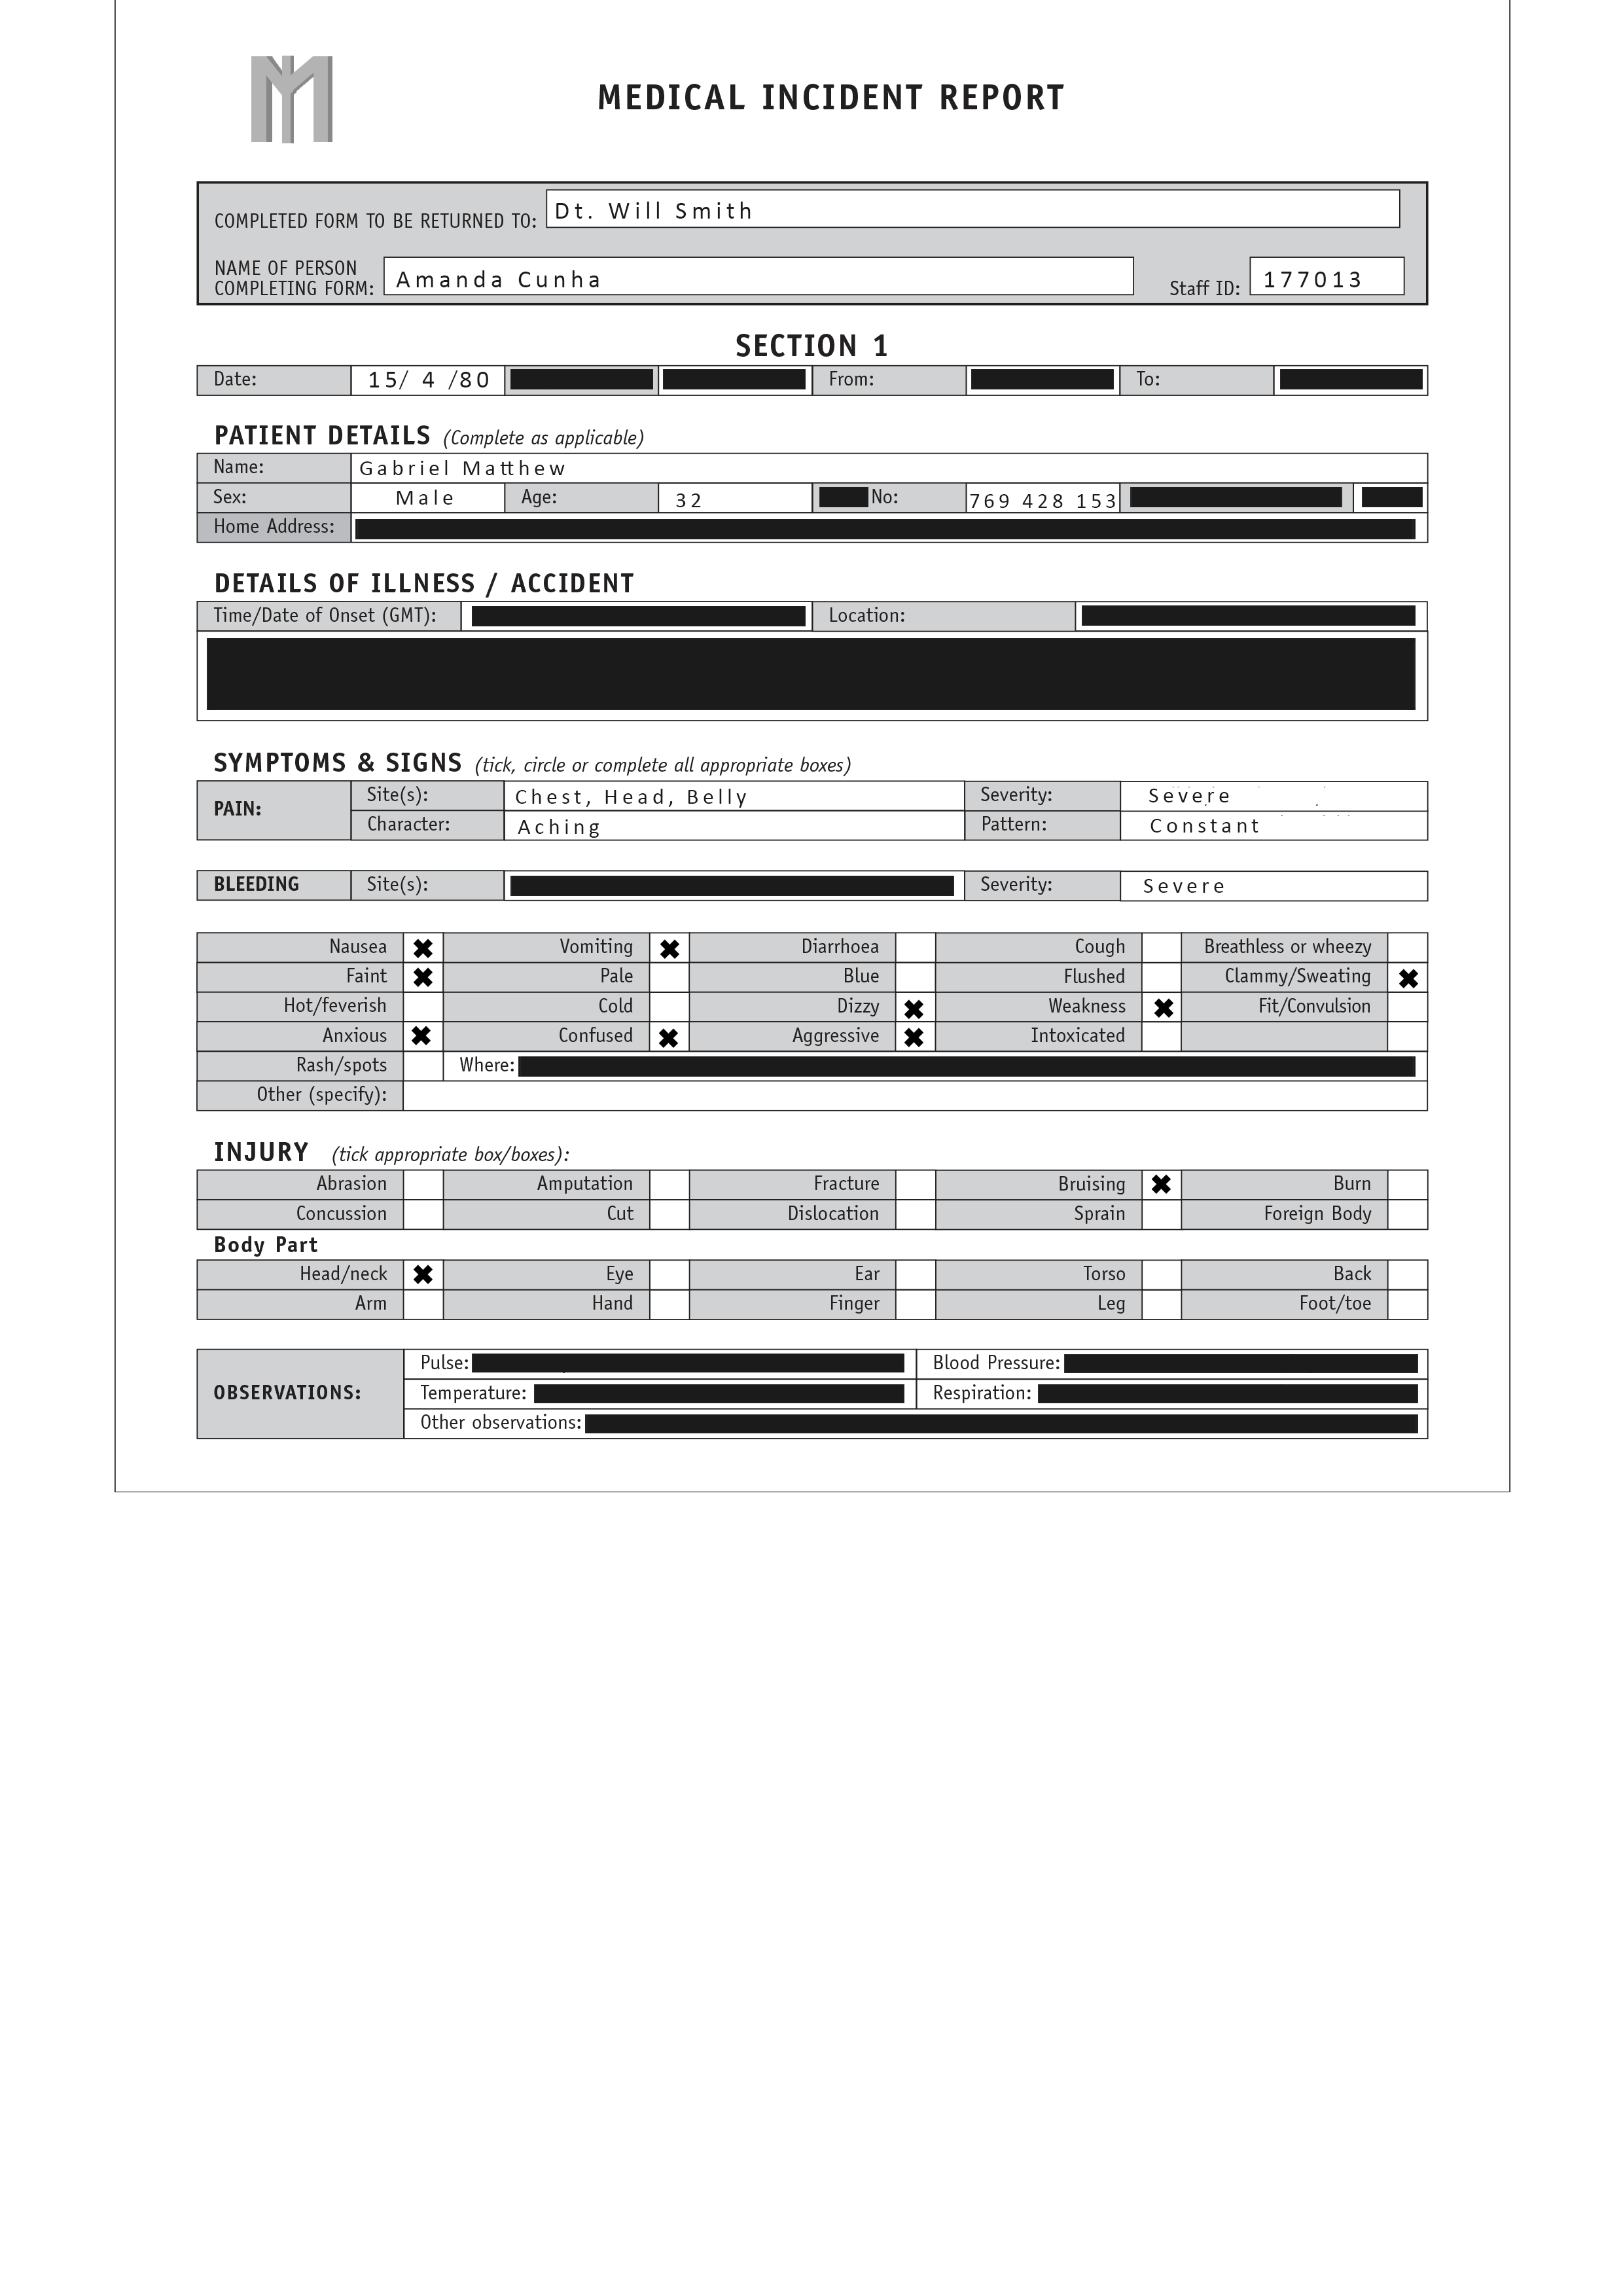 MEDICAL INCIDENT REPORT
COMPLETED FORM TO BE RETURNED TO: Dt. Will Smith
NAME OF PERSON
COMPLETING FORM: Amanda Cunha Staff ID: 177013
SECTION 1
Date: 15/ 4 /80 From: To:
PATIENT DETAILS (Complete as applicable)
Name: Gabriel Matthew
Sex: Male Age: 32 No: 769 428 153
Home Address:
DETAILS OF ILLNESS / ACCIDENT
Time/Date of Onset (GMT): Location:
SYMPTOMS & SIGNS (tick, circle or complete all appropriate boxes)
PAIN: Site(s): Chest, Head, Belly Severity: Severe
Character: Aching Pattern: Constant
BLEEDING Site(s): Severity: Severe
Nausea ✖ Vomiting ✖ Diarrhoea Cough Breathless or wheezy
Faint ✖ Pale Blue Flushed Clammy/Sweating ✖
Hot/feverish Cold Dizzy ✖ Weakness ✖ Fit/Convulsion
Anxious ✖ Confused ✖ Aggressive ✖ Intoxicated
Rash/spots Where:
Other (specify):
INJURY (tick appropriate box/boxes):
Abrasion Amputation Fracture Bruising ✖ Burn
Concussion Cut Dislocation Sprain Foreign Body
Body Part
Head/neck ✖ Eye Ear Torso Back
Arm Hand Finger Leg Foot/toe
OBSERVATIONS: Pulse: Blood Pressure:
Temperature: Respiration:
Other observations: